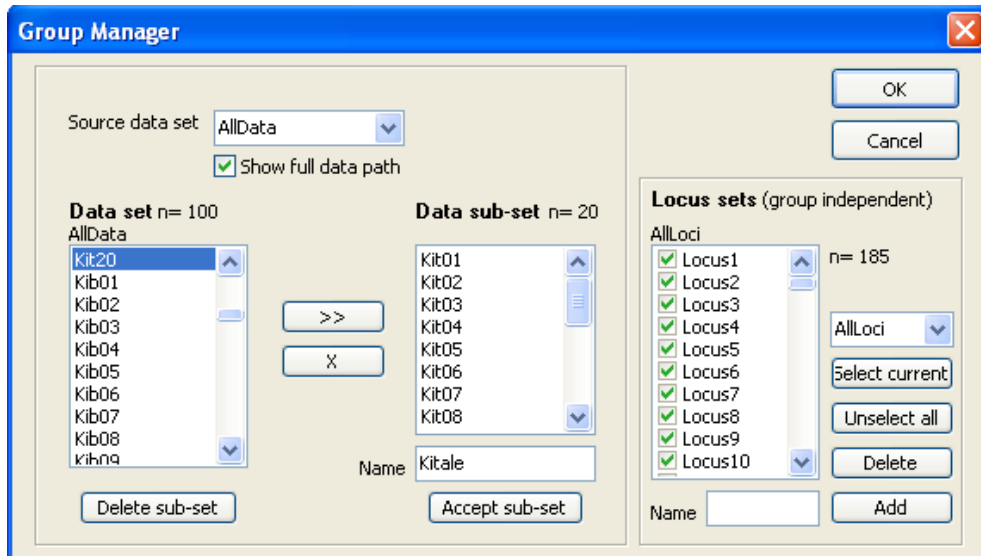 Group Manager
Source data set AllData
Show full data path
Data set n= 100
AllData
Kit20
Kib01
Kib02
Kib03
Kib04
Kib05
Kib06
Kib07
Kib08
Kib09
>>
X
Data sub-set n= 20
Kit01
Kit02
Kit03
Kit04
Kit05
Kit06
Kit07
Kit08
Name Kitale
Delete sub-set
Accept sub-set
OK
Cancel
Locus sets (group independent)
AllLoci
n= 185
Locus1
Locus2
Locus3
Locus4
Locus5
Locus6
Locus7
Locus8
Locus9
Locus10
AllLoci
Select current
Unselect all
Delete
Name
Add